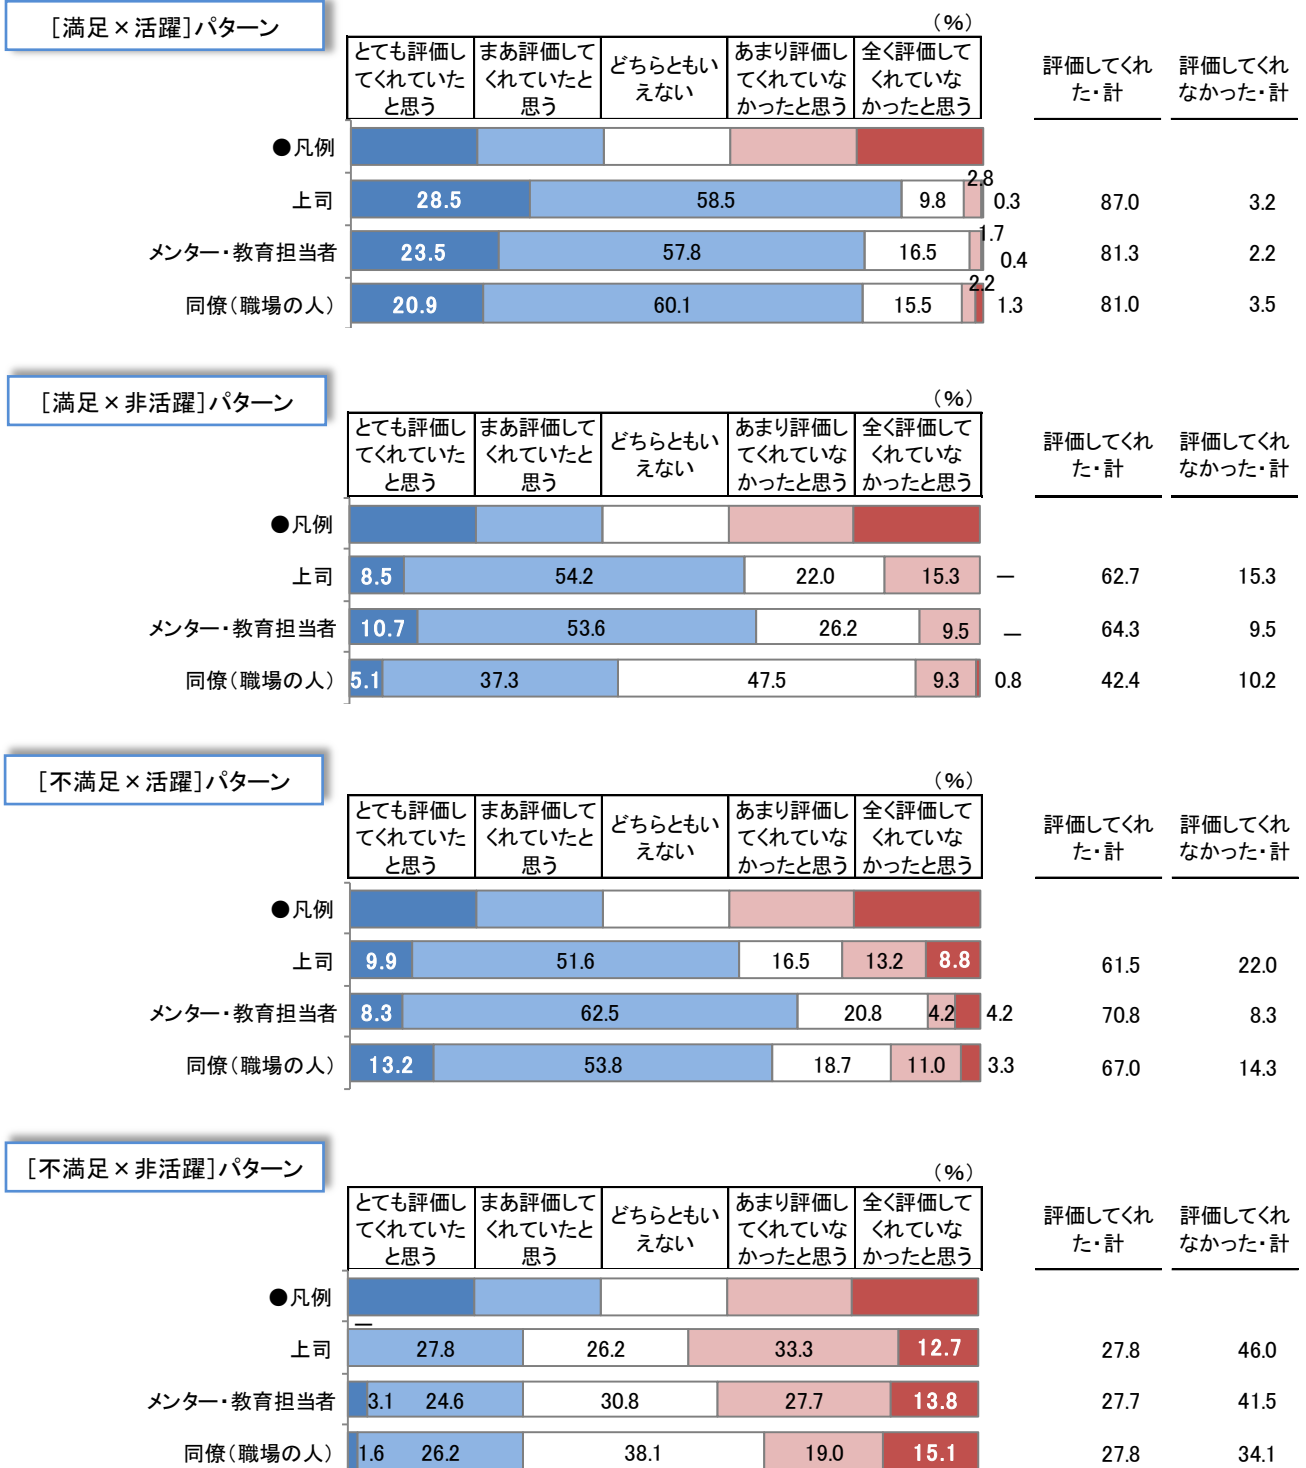 ［満足×活躍］パターン
（％）
とても評価し
てくれていた
と思う
まあ評価して
くれていたと
思う
どちらともい
えない
あまり評価し
てくれていな
かったと思う
全く評価して
くれていな
かったと思う
評価してくれ
た・計
評価してくれ
なかった・計
●凡例
上司 28.5 58.5 9.8 2.8 0.3 87.0 3.2
メンター・教育担当者 23.5 57.8 16.5 1.7 0.4 81.3 2.2
同僚（職場の人） 20.9 60.1 15.5 2.2 1.3 81.0 3.5
［満足×非活躍］パターン
（％）
とても評価し
てくれていた
と思う
まあ評価して
くれていたと
思う
どちらともい
えない
あまり評価し
てくれていな
かったと思う
全く評価して
くれていな
かったと思う
評価してくれ
た・計
評価してくれ
なかった・計
●凡例
上司 8.5 54.2 22.0 15.3 － 62.7 15.3
メンター・教育担当者 10.7 53.6 26.2 9.5 － 64.3 9.5
同僚（職場の人） 5.1 37.3 47.5 9.3 0.8 42.4 10.2
［不満足×活躍］パターン
（％）
とても評価し
てくれていた
と思う
まあ評価して
くれていたと
思う
どちらともい
えない
あまり評価し
てくれていな
かったと思う
全く評価して
くれていな
かったと思う
評価してくれ
た・計
評価してくれ
なかった・計
●凡例
上司 9.9 51.6 16.5 13.2 8.8 61.5 22.0
メンター・教育担当者 8.3 62.5 20.8 4.2 4.2 70.8 8.3
同僚（職場の人） 13.2 53.8 18.7 11.0 3.3 67.0 14.3
［不満足×非活躍］パターン
（％）
とても評価し
てくれていた
と思う
まあ評価して
くれていたと
思う
どちらともい
えない
あまり評価し
てくれていな
かったと思う
全く評価して
くれていな
かったと思う
評価してくれ
た・計
評価してくれ
なかった・計
●凡例
上司 － 27.8 26.2 33.3 12.7 27.8 46.0
メンター・教育担当者 3.1 24.6 30.8 27.7 13.8 27.7 41.5
同僚（職場の人） 1.6 26.2 38.1 19.0 15.1 27.8 34.1